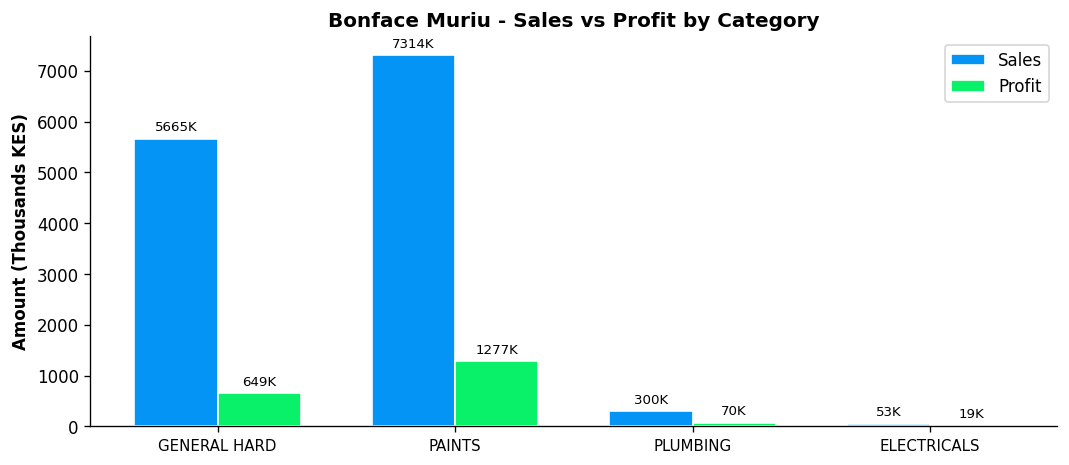 Bonface Muriu - Sales vs Profit by Category
Amount (Thousands KES)
7000
6000
5000
4000
3000
2000
1000
0
5665K
649K
7314K
1277K
300K
70K
53K
19K
GENERAL HARD
PAINTS
PLUMBING
ELECTRICALS
Sales
Profit